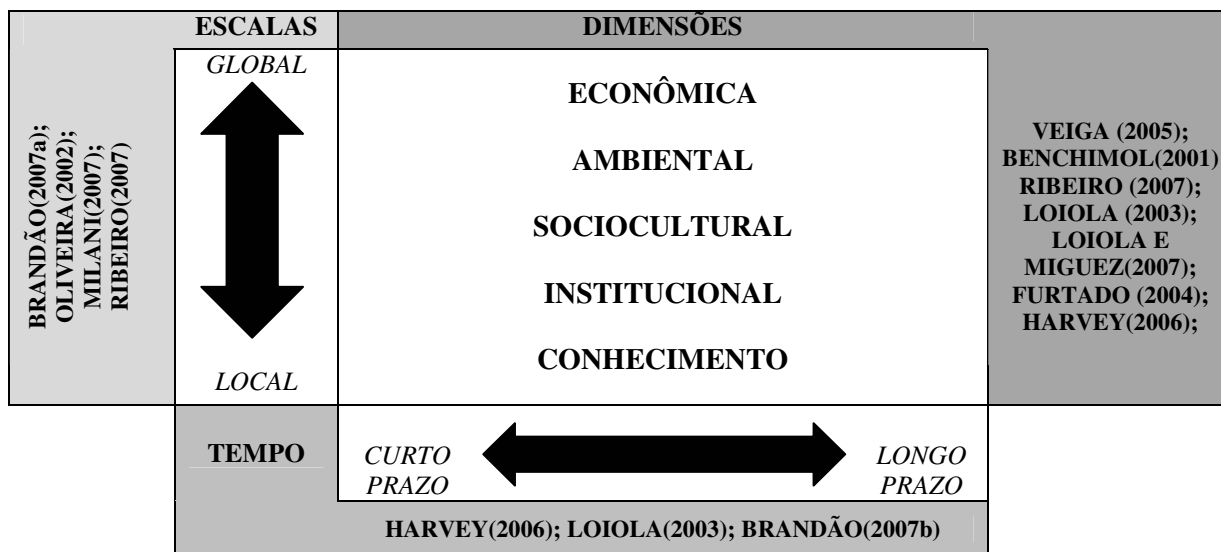 ESCALAS
DIMENSÕES
BRANDÃO(2007a);
OLIVEIRA(2002);
MILANI(2007);
RIBEIRO(2007)
GLOBAL
LOCAL
ECONÔMICA
AMBIENTAL
SOCIOCULTURAL
INSTITUCIONAL
CONHECIMENTO
VEIGA (2005);
BENCHIMOL(2001)
RIBEIRO (2007);
LOIOLA (2003);
LOIOLA E
MIGUEZ(2007);
FURTADO (2004);
HARVEY(2006);
TEMPO
CURTO
PRAZO
LONGO
PRAZO
HARVEY(2006); LOIOLA(2003); BRANDÃO(2007b)